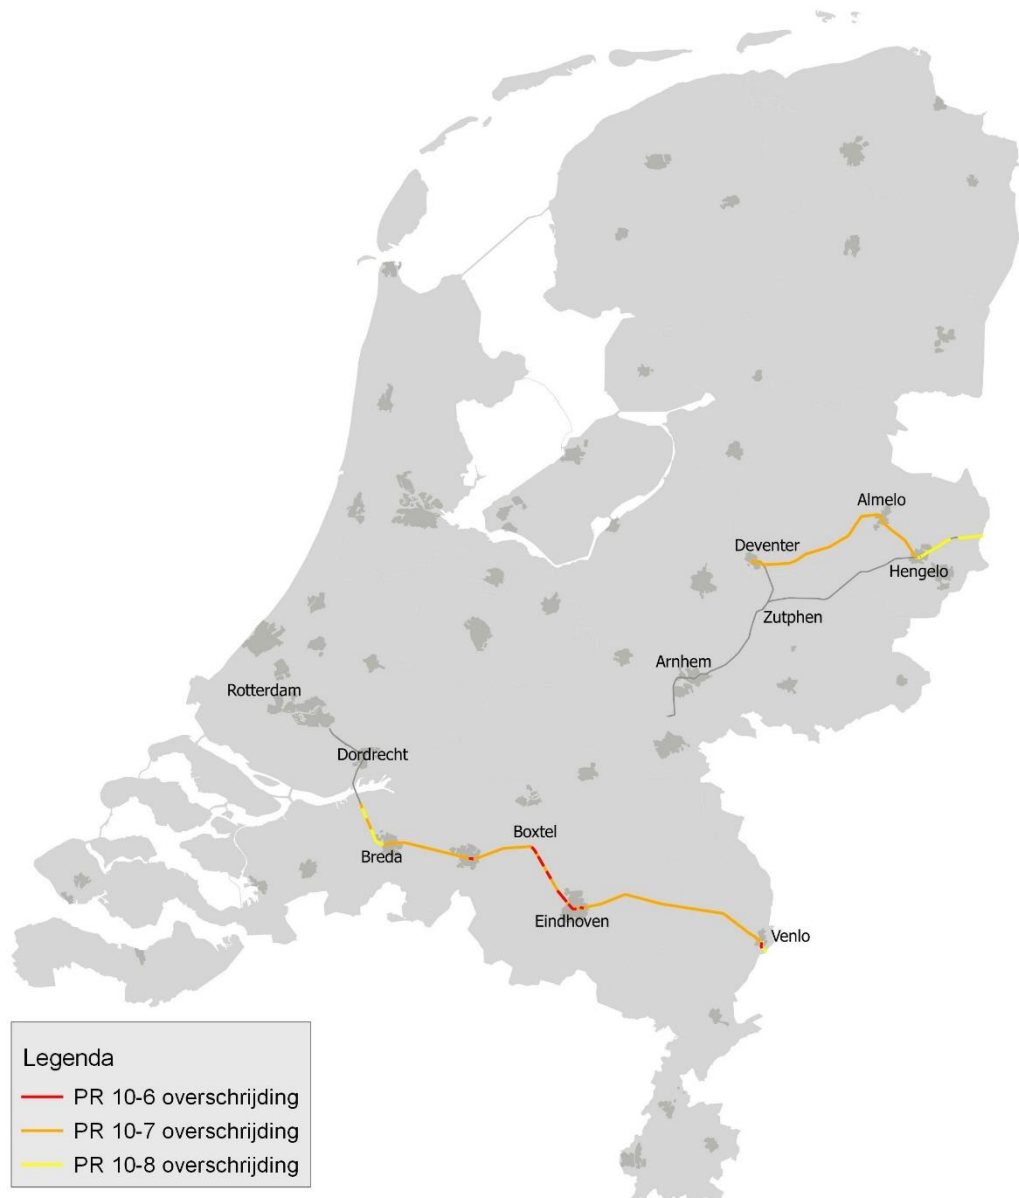 Almelo
Deventer
Hengelo
Zutphen
Arnhem
Rotterdam
Dordrecht
Boxtel
Breda
Eindhoven
Venlo
Legenda
PR 10-6 overschrijding
PR 10-7 overschrijding
PR 10-8 overschrijding